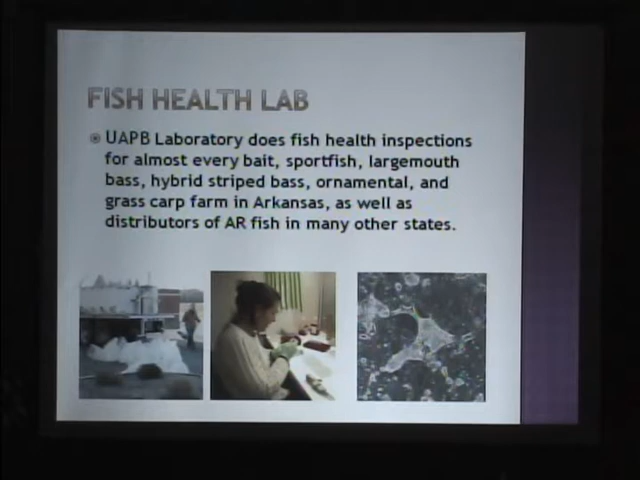 FISH HEALTH LAB
UAPB Laboratory does fish health inspections
for almost every bait, sportfish, largemouth
bass, hybrid striped bass, ornamental, and
grass carp farm in Arkansas, as well as
distributors of AR fish in many other states.